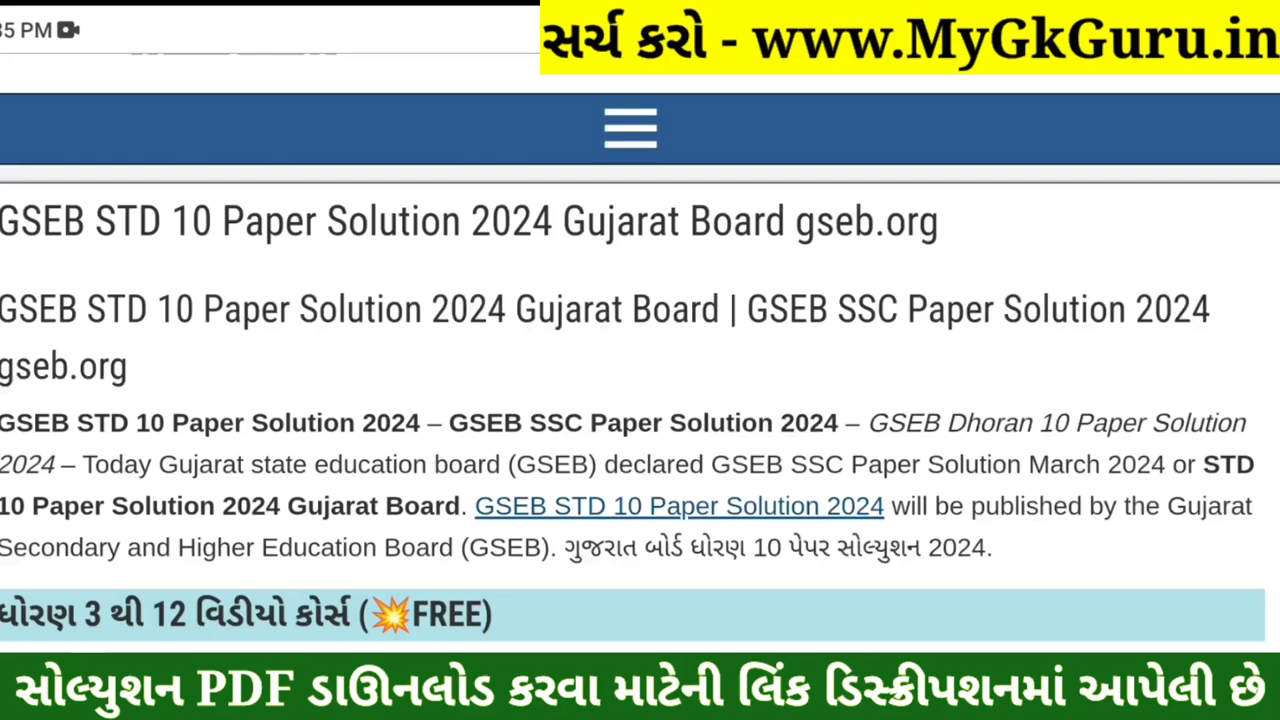 35 PM
સર્ચ કરો - www.MyGkGuru.in
GSEB STD 10 Paper Solution 2024 Gujarat Board gseb.org
GSEB STD 10 Paper Solution 2024 Gujarat Board | GSEB SSC Paper Solution 2024
gseb.org
GSEB STD 10 Paper Solution 2024 – GSEB SSC Paper Solution 2024 – GSEB Dhoran 10 Paper Solution
2024 – Today Gujarat state education board (GSEB) declared GSEB SSC Paper Solution March 2024 or STD
10 Paper Solution 2024 Gujarat Board. GSEB STD 10 Paper Solution 2024 will be published by the Gujarat
Secondary and Higher Education Board (GSEB). ગુજરાત બોર્ડ ધોરણ 10 પેપર સોલ્યુશન 2024.
ધોરણ 3 થી 12 વિડીયો કોર્સ (💥FREE)
સોલ્યુશન PDF ડાઊનલોડ કરવા માટેની લિંક ડિસ્ક્રીપશનમાં આપેલી છે